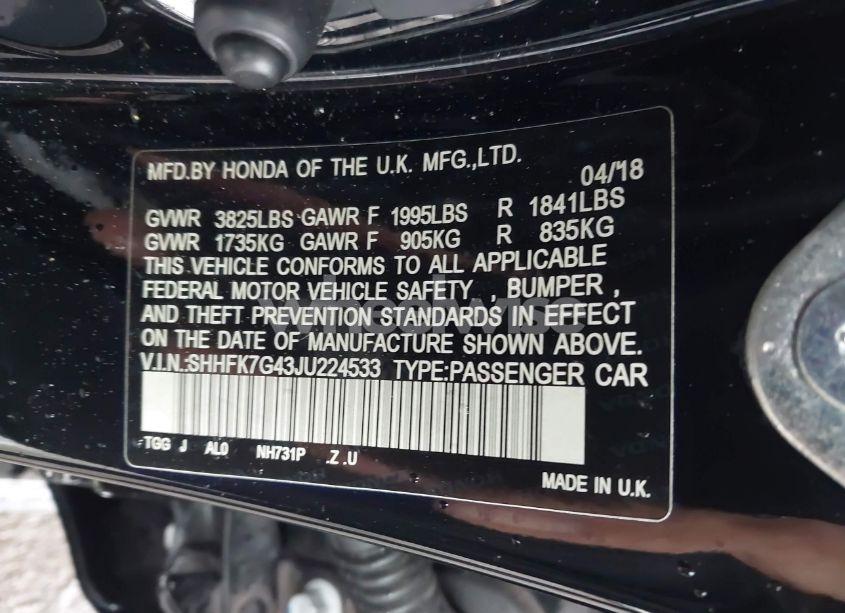 MFD.BY HONDA OF THE U.K. MFG.,LTD. 04/'18
GVWR 3825LBS GAWR F 1995LBS R 1841LBS
GVWR 1735KG GAWR F 905KG R 835KG
THIS VEHICLE CONFORMS TO ALL APPLICABLE
FEDERAL MOTOR VEHICLE SAFETY , BUMPER ,
AND THEFT PREVENTION STANDARDS IN EFFECT
ON THE DATE OF MANUFACTURE SHOWN ABOVE.
V.I.N.:SHHFK7G43JU224533 TYPE:PASSENGER CAR
TGG J AL0 NH731P .Z .U
MADE IN U.K.